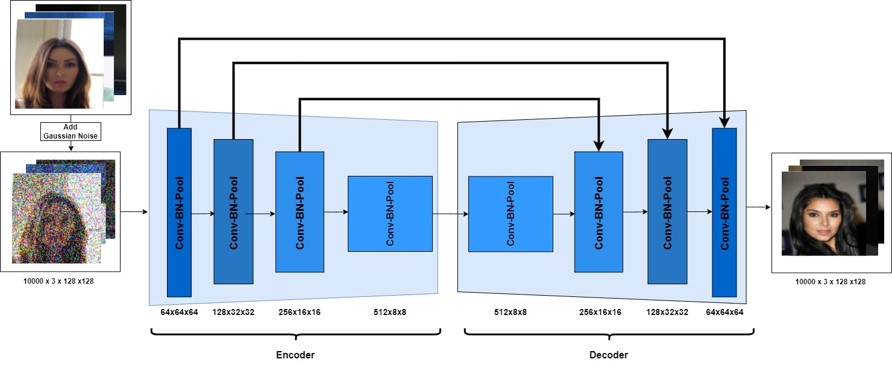 Add
Gaussian Noise
10000 x 3 x 128 x128
Conv-BN-Pool
Conv-BN-Pool
Conv-BN-Pool
Conv-BN-Pool
Conv-BN-Pool
Conv-BN-Pool
Conv-BN-Pool
Conv-BN-Pool
10000 x 3 x 128 x128
64x64x64
128x32x32
256x16x16
512x8x8
512x8x8
256x16x16
128x32x32
64x64x64
Encoder
Decoder